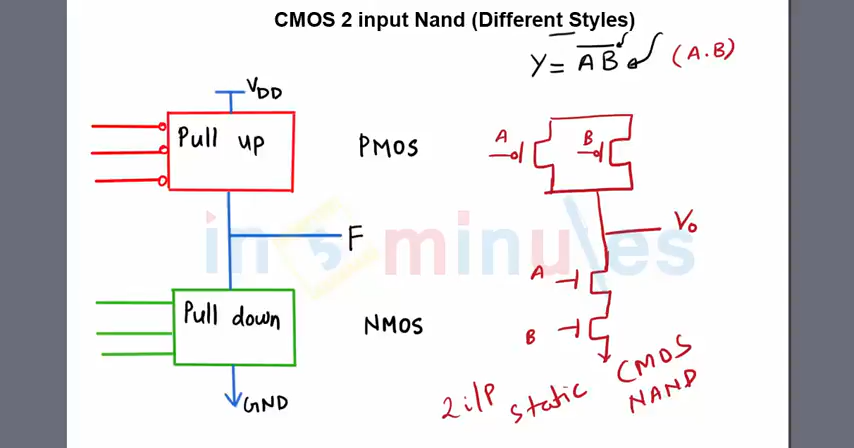 CMOS 2 input Nand (Different Styles)
Y = AB
(A.B)
VDD
Pull up
PMOS
A
B
F
Vo
in 5 minutes
Pull down
NMOS
A
B
GND
2 i/P static CMOS
NAND